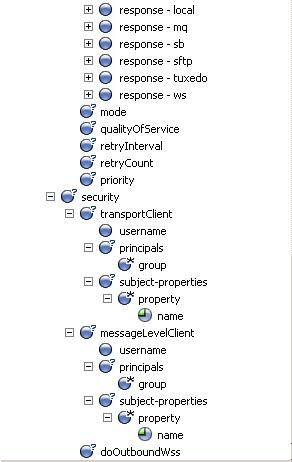 response - local
response - mq
response - sb
response - sftp
response - tuxedo
response - ws
mode
qualityOfService
retryInterval
retryCount
priority
security
transportClient
username
principals
group
subject-properties
property
name
messageLevelClient
username
principals
group
subject-properties
property
name
doOutboundWss